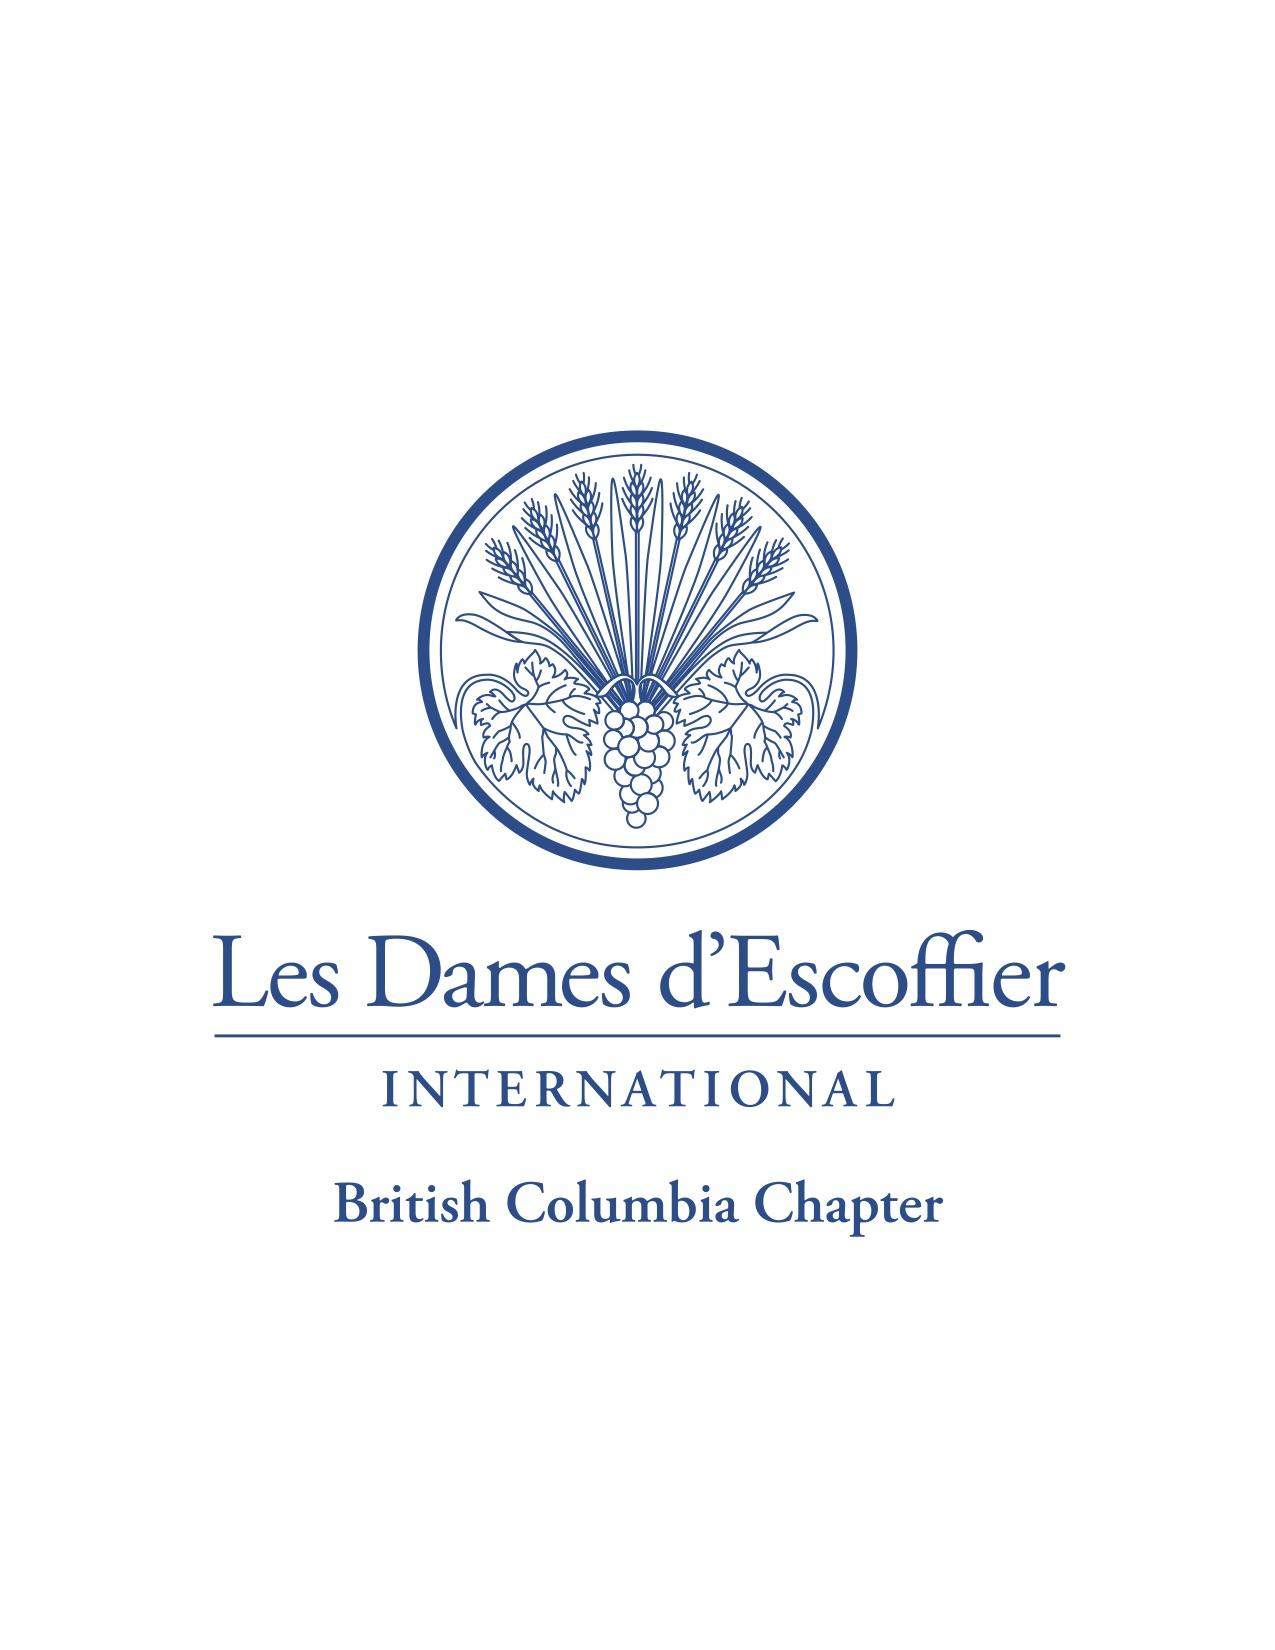 Les Dames d’Escoffier
INTERNATIONAL
British Columbia Chapter